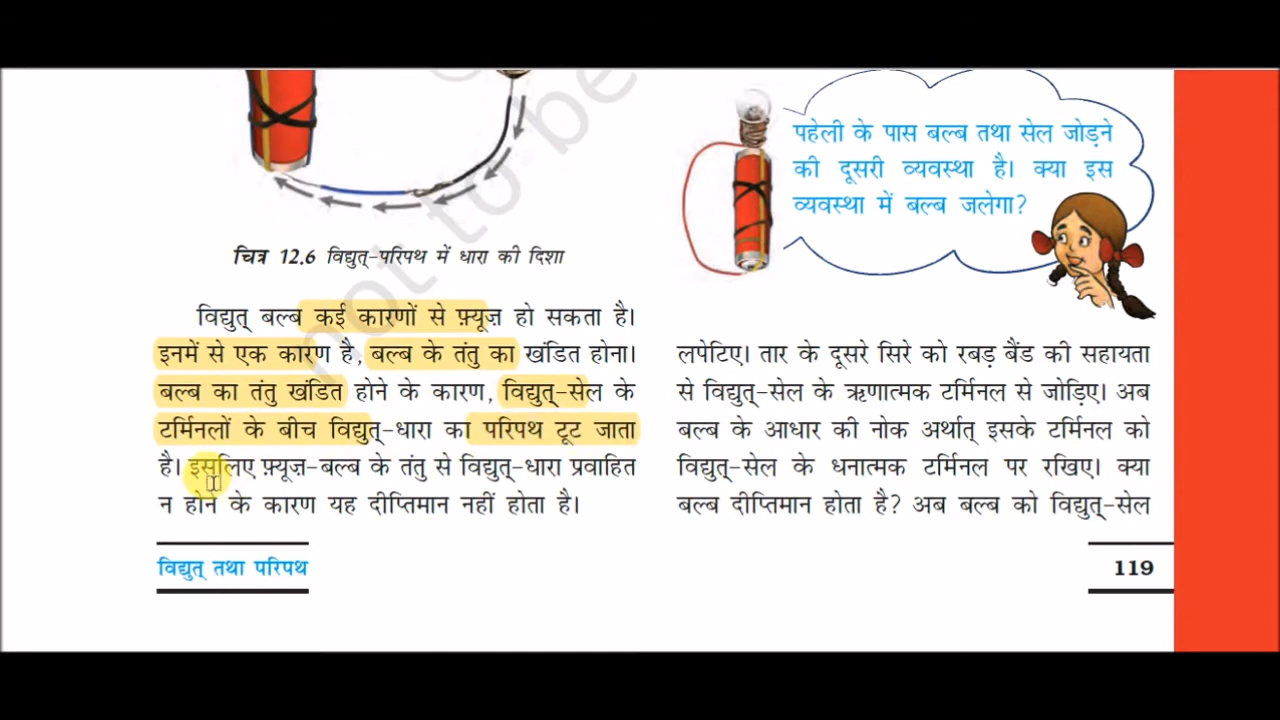 not to be
पहेली के पास बल्ब तथा सेल जोड़ने
की दूसरी व्यवस्था है। क्या इस
व्यवस्था में बल्ब जलेगा?
चित्र 12.6 विद्युत्-परिपथ में धारा की दिशा
विद्युत् बल्ब कई कारणों से फ़्यूज़ हो सकता है।
इनमें से एक कारण है, बल्ब के तंतु का खंडित होना।
बल्ब का तंतु खंडित होने के कारण, विद्युत्-सेल के
टर्मिनलों के बीच विद्युत्-धारा का परिपथ टूट जाता
है। इसलिए फ़्यूज़-बल्ब के तंतु से विद्युत्-धारा प्रवाहित
न होने के कारण यह दीप्तिमान नहीं होता है।
लपेटिए। तार के दूसरे सिरे को रबड़ बैंड की सहायता
से विद्युत्-सेल के ऋणात्मक टर्मिनल से जोड़िए। अब
बल्ब के आधार की नोक अर्थात् इसके टर्मिनल को
विद्युत्-सेल के धनात्मक टर्मिनल पर रखिए। क्या
बल्ब दीप्तिमान होता है? अब बल्ब को विद्युत्-सेल
विद्युत् तथा परिपथ
119